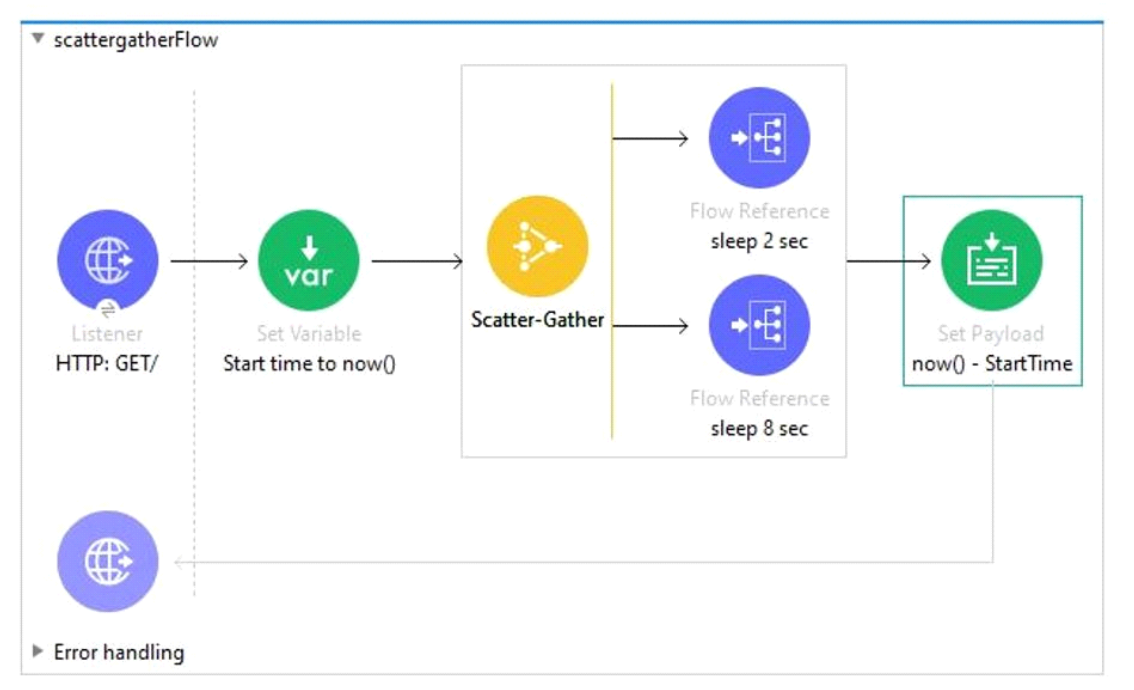 scattergatherFlow
Flow Reference
sleep 2 sec
var
Scatter-Gather
Listener
HTTP: GET/
Set Variable
Start time to now()
Set Payload
now() - StartTime
Flow Reference
sleep 8 sec
Error handling